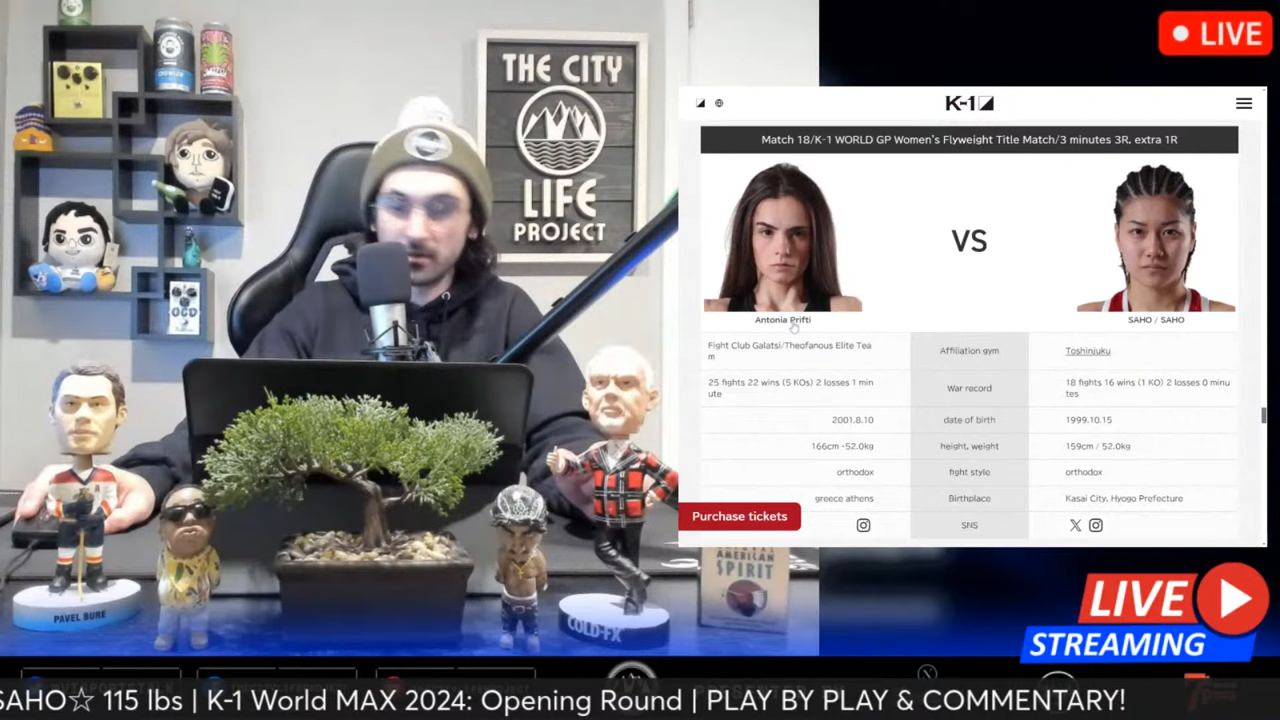 LIVE
THE CITY
LIFE
PROJECT
K-1
Match 18/K-1 WORLD GP Women's Flyweight Title Match/3 minutes 3R, extra 1R
VS
Antonia Prifti
SAHO / SAHO
Fight Club Galatsi/Theofanous Elite Tea
m
Affiliation gym
Toshinjuku
25 fights 22 wins (5 KOs) 2 losses 1 min
ute
War record
18 fights 16 wins (1 KO) 2 losses 0 minu
tes
2001.8.10
date of birth
1999.10.15
166cm ·52.0kg
height, weight
159cm / 52.0kg
orthodox
fight style
orthodox
greece athens
Birthplace
Kasai City, Hyogo Prefecture
Purchase tickets
SNS
OCD
PAVEL BURE
COLD-FX
AMERICAN
SPIRIT
LIVE
STREAMING
SAHO☆ 115 lbs | K-1 World MAX 2024: Opening Round | PLAY BY PLAY & COMMENTARY!